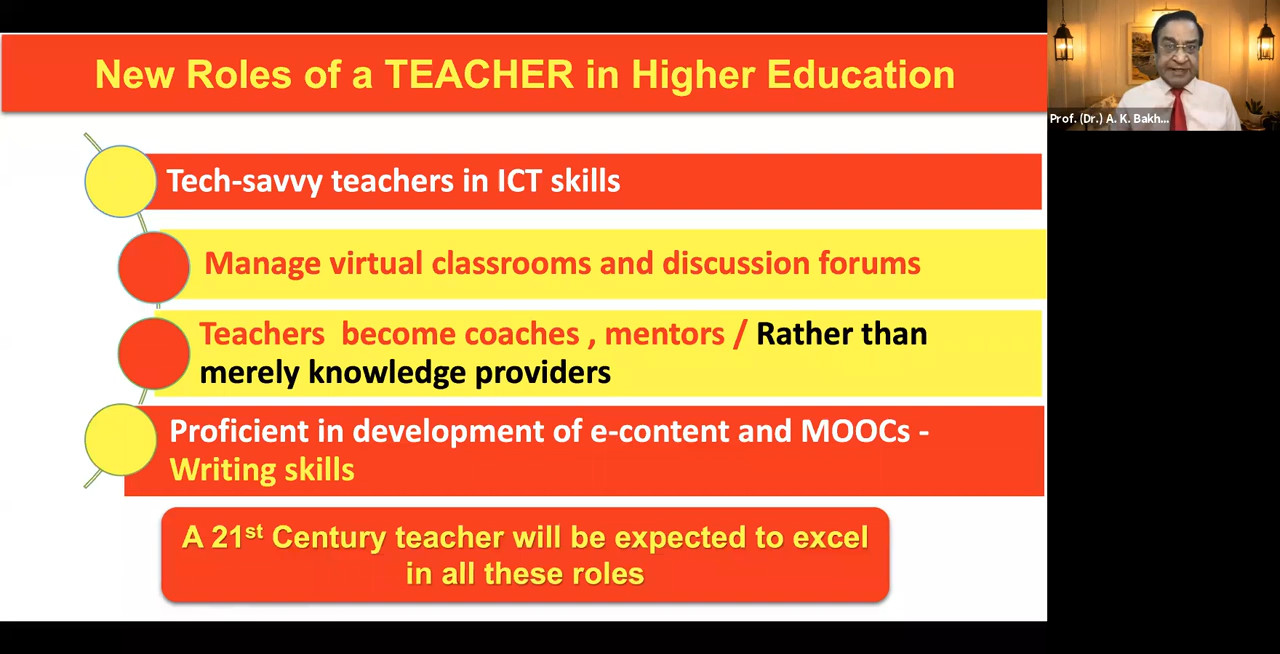 New Roles of a TEACHER in Higher Education
Prof. (Dr.) A. K. Bakh...
Tech-savvy teachers in ICT skills
Manage virtual classrooms and discussion forums
Teachers become coaches , mentors / Rather than
merely knowledge providers
Proficient in development of e-content and MOOCs -
Writing skills
A 21st Century teacher will be expected to excel
in all these roles